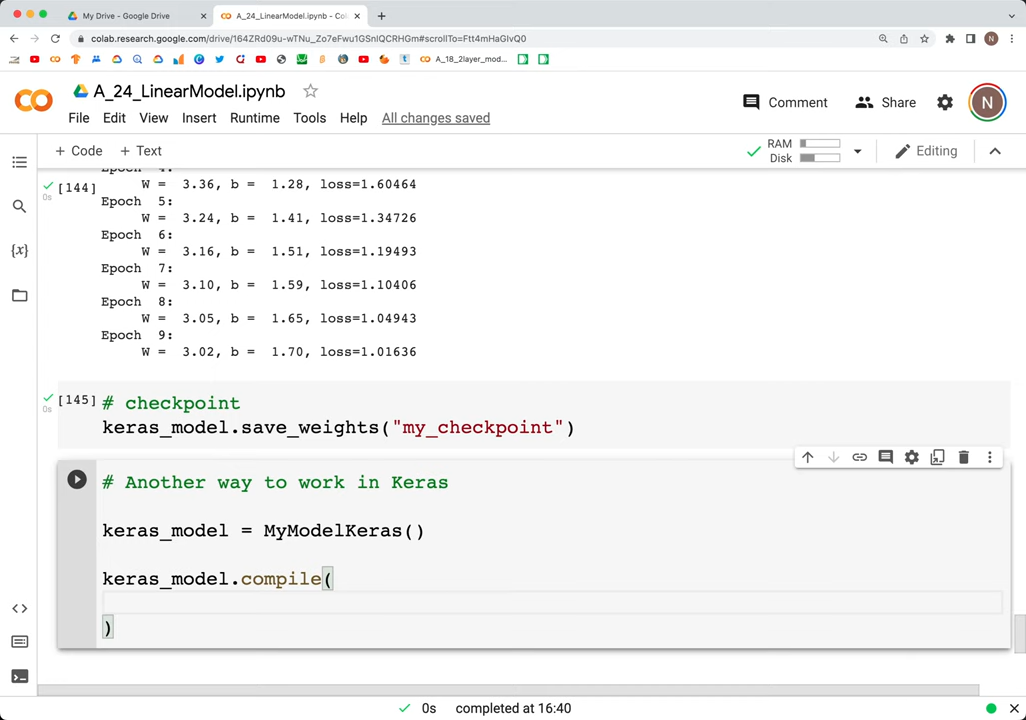 My Drive - Google Drive
A_24_LinearModel.ipynb - Col
colab.research.google.com/drive/164ZRd09u-wTNu_Zo7eFwu1GSnlQCRHGm#scrollTo=Ftt4mHaGIvQ0
N
A_18_2layer_mod...
A_24_LinearModel.ipynb
Comment
Share
N
File Edit View Insert Runtime Tools Help All changes saved
+ Code + Text
RAM
Disk
Editing
Epoch 4:
[144] W = 3.36, b = 1.28, loss=1.60464
0s
Epoch 5:
W = 3.24, b = 1.41, loss=1.34726
Epoch 6:
W = 3.16, b = 1.51, loss=1.19493
Epoch 7:
W = 3.10, b = 1.59, loss=1.10406
Epoch 8:
W = 3.05, b = 1.65, loss=1.04943
Epoch 9:
W = 3.02, b = 1.70, loss=1.01636
[145] # checkpoint
0s
keras_model.save_weights("my_checkpoint")
# Another way to work in Keras
keras_model = MyModelKeras()
keras_model.compile(
)
0s completed at 16:40